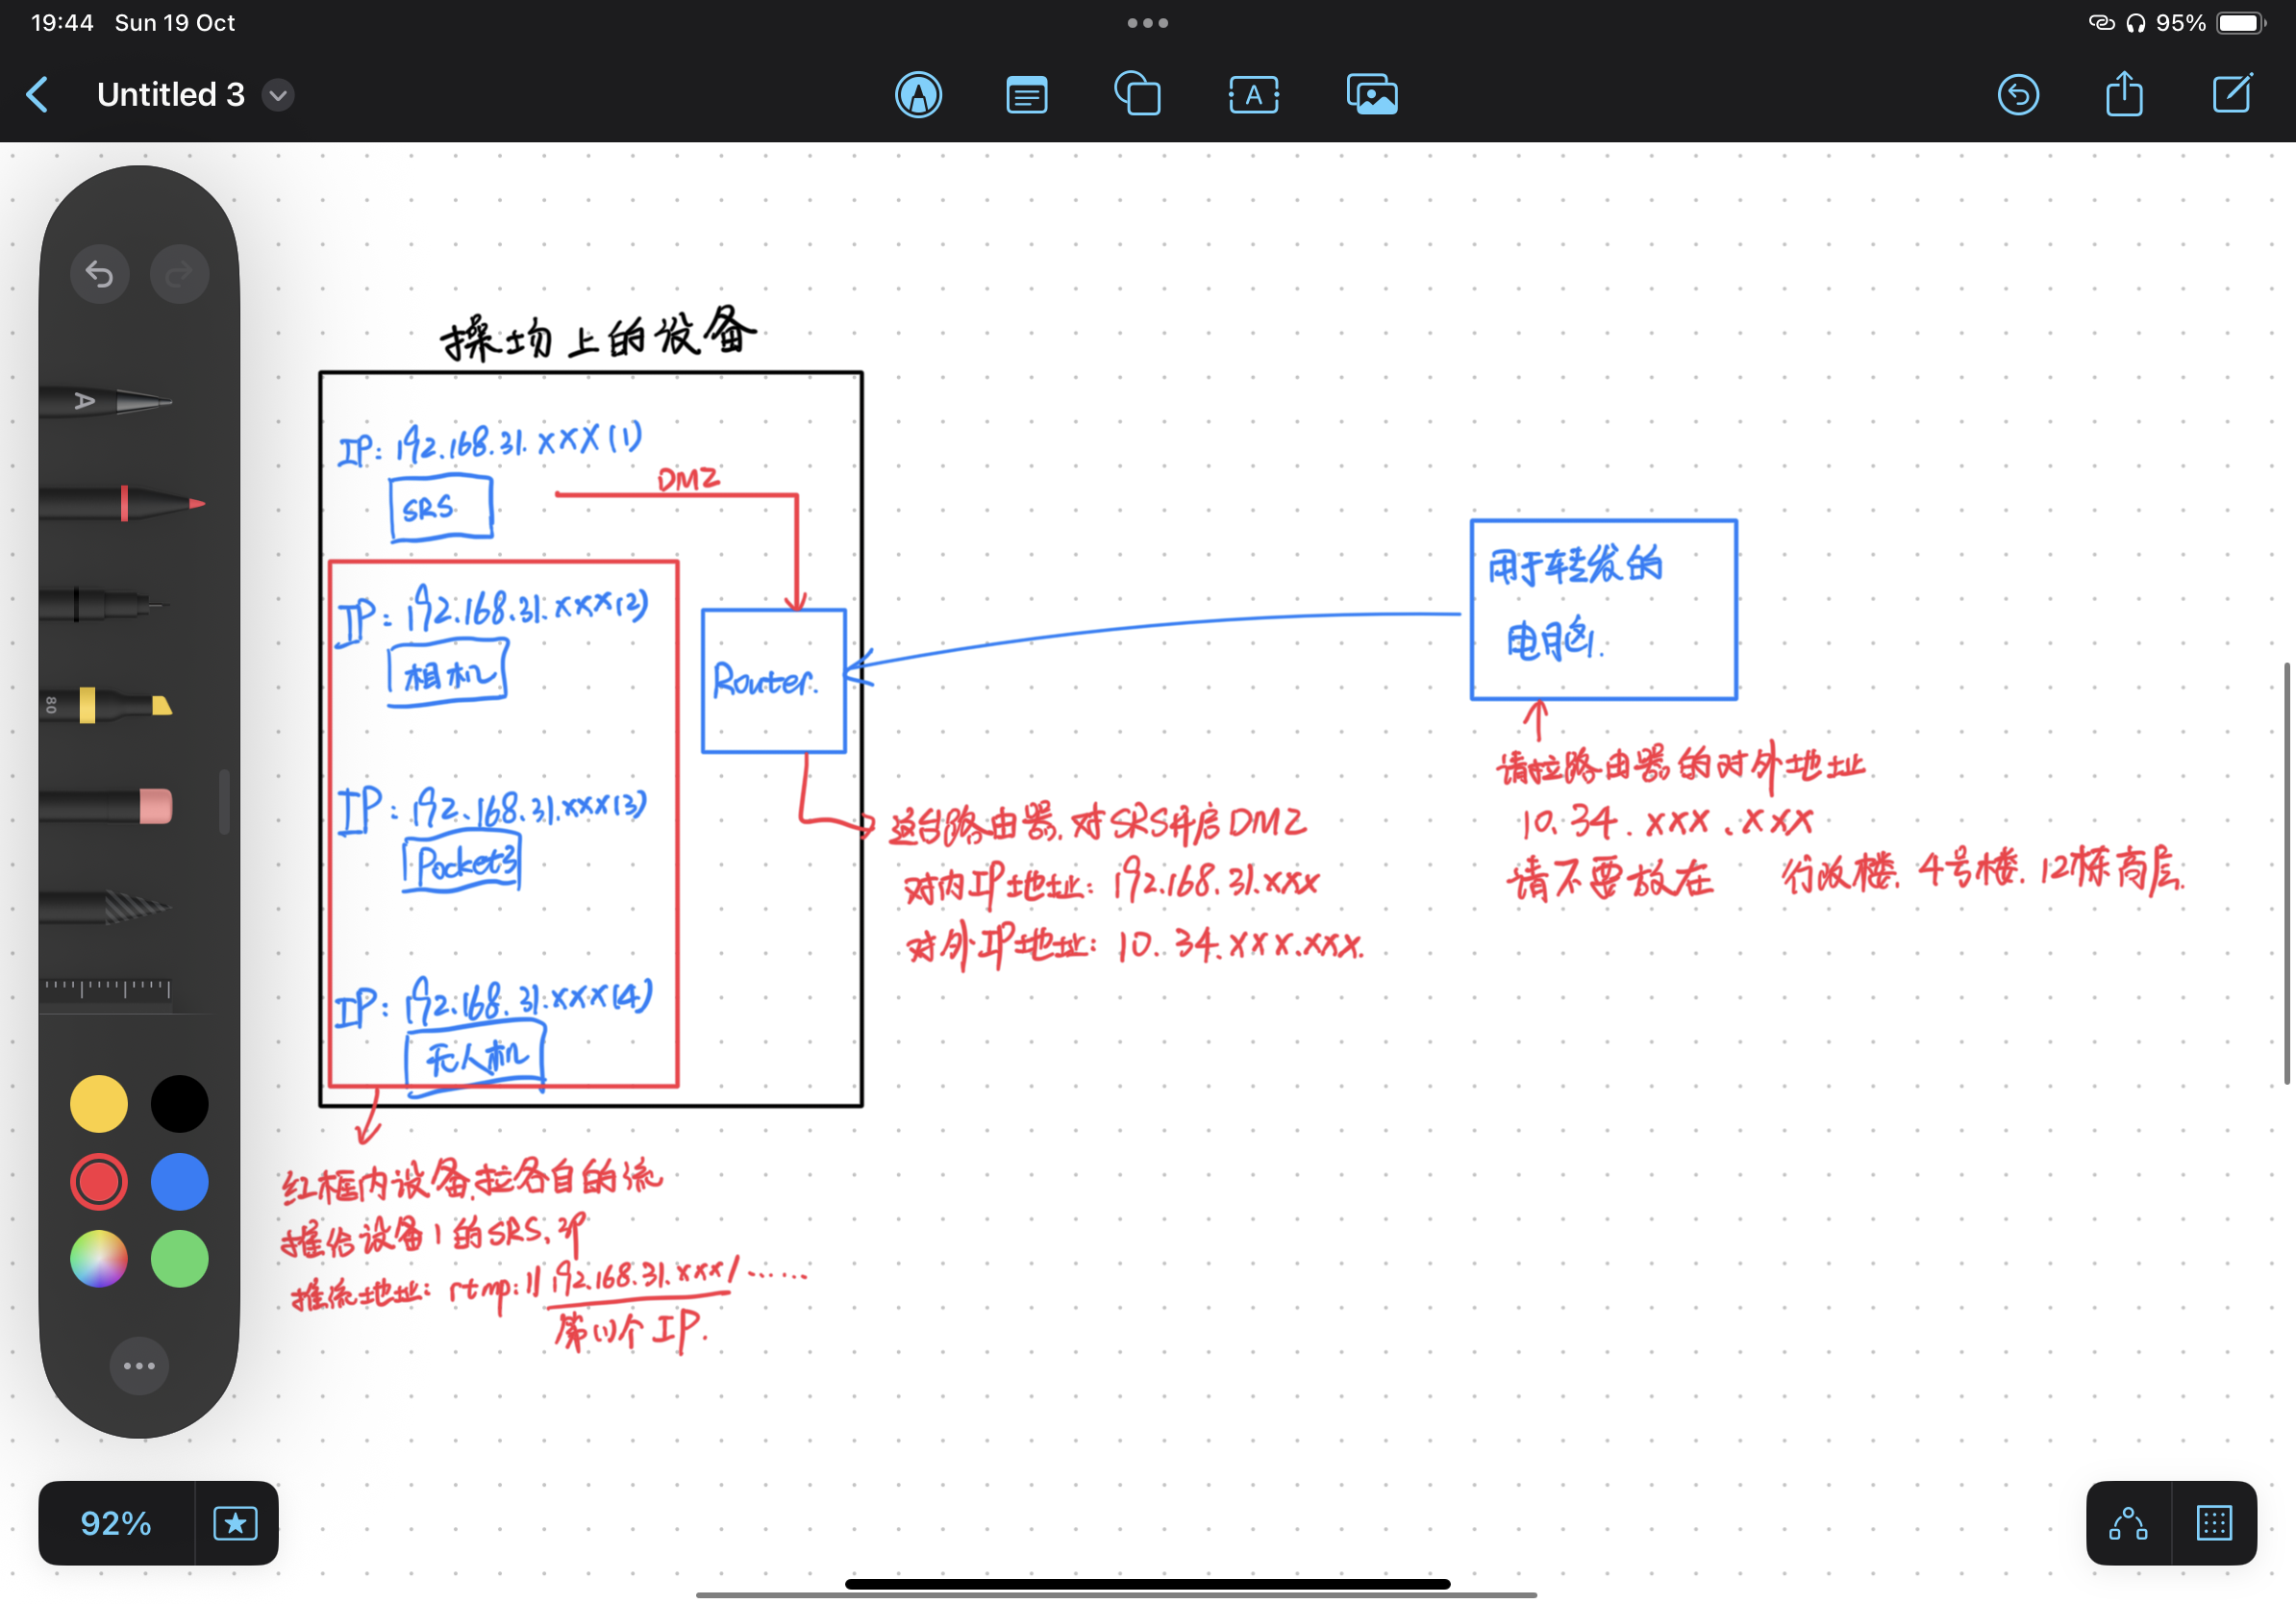 19:44 Sun 19 Oct
95%
Untitled 3
A
A
80
操场上的设备
IP: 192.168.31.XXX(1)
SRS
DMZ
IP: 192.168.31.XXX(2)
相机
Router.
IP: 192.168.31.XXX(3)
Pocket3
IP: 192.168.31.XXX(4)
无人机
用于转发的
电脑.
请拉路由器的对外地址
10.34.XXX.XXX
请不要放在 行政楼. 4号楼. 12栋高层.
这台路由器. 对SRS开启DMZ
对内IP地址: 192.168.31.XXX
对外IP地址: 10.34.XXX.XXX.
红框内设备, 拉各自的流
推给设备1的SRS,
推流地址: rtmp://192.168.31.XXX/......
第(1)个IP.
92%